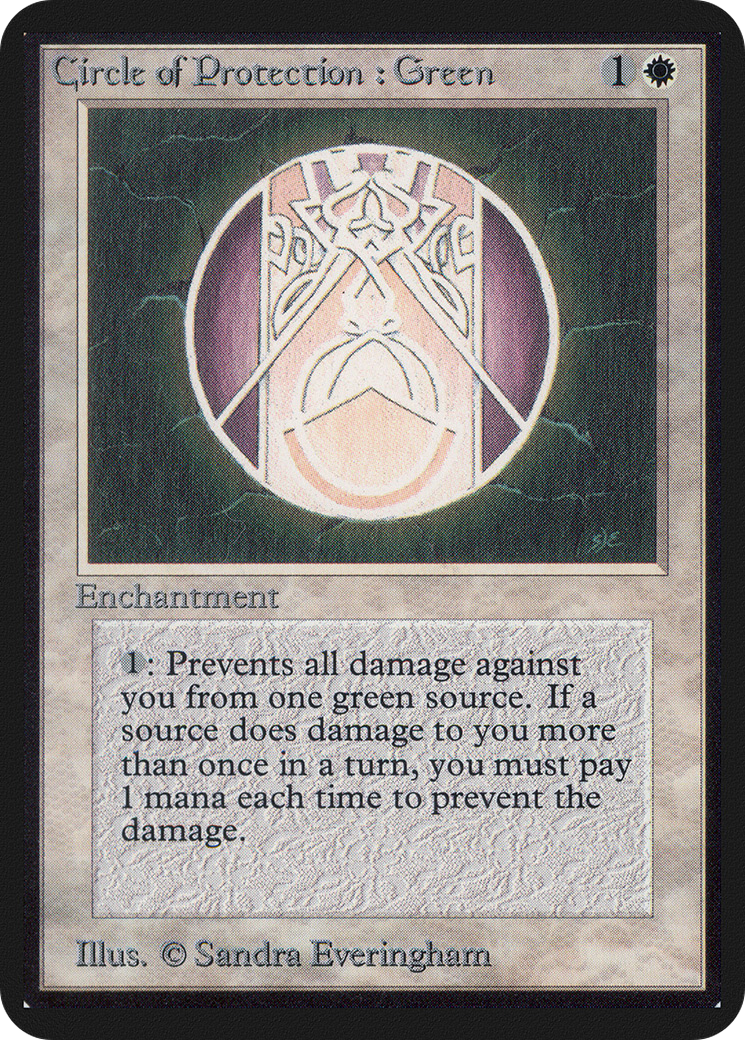 Circle of Protection : Green 1
Enchantment
1: Prevents all damage against
you from one green source. If a
source does damage to you more
than once in a turn, you must pay
1 mana each time to prevent the
damage.
Illus. © Sandra Everingham